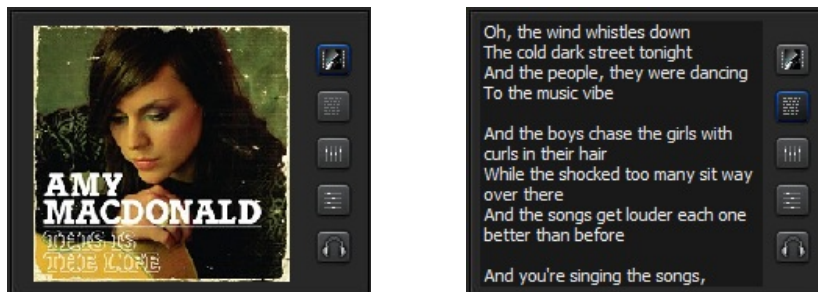 AMY
MACDONALD
THIS IS
THE LIFE
Oh, the wind whistles down
The cold dark street tonight
And the people, they were dancing
To the music vibe
And the boys chase the girls with
curls in their hair
While the shocked too many sit way
over there
And the songs get louder each one
better than before
And you're singing the songs,